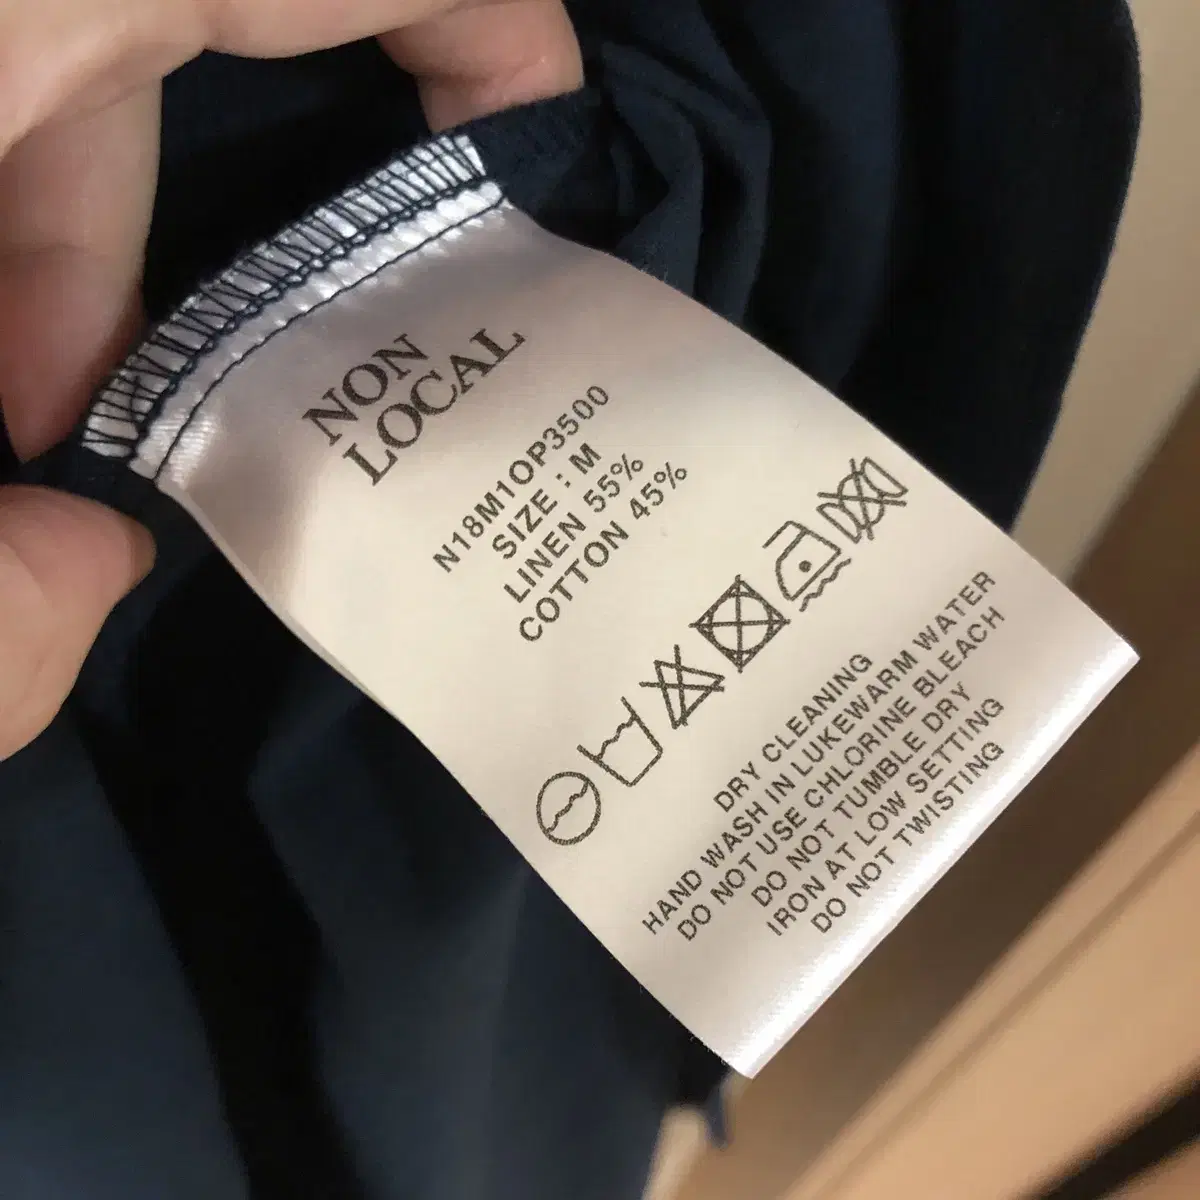 NON
LOCAL
N18M1OP3500
SIZE : M
LINEN 55%
COTTON 45%
DRY CLEANING
HAND WASH IN LUKEWARM WATER
DO NOT USE CHLORINE BLEACH
DO NOT TUMBLE DRY
IRON AT LOW SETTING
DO NOT TWISTING